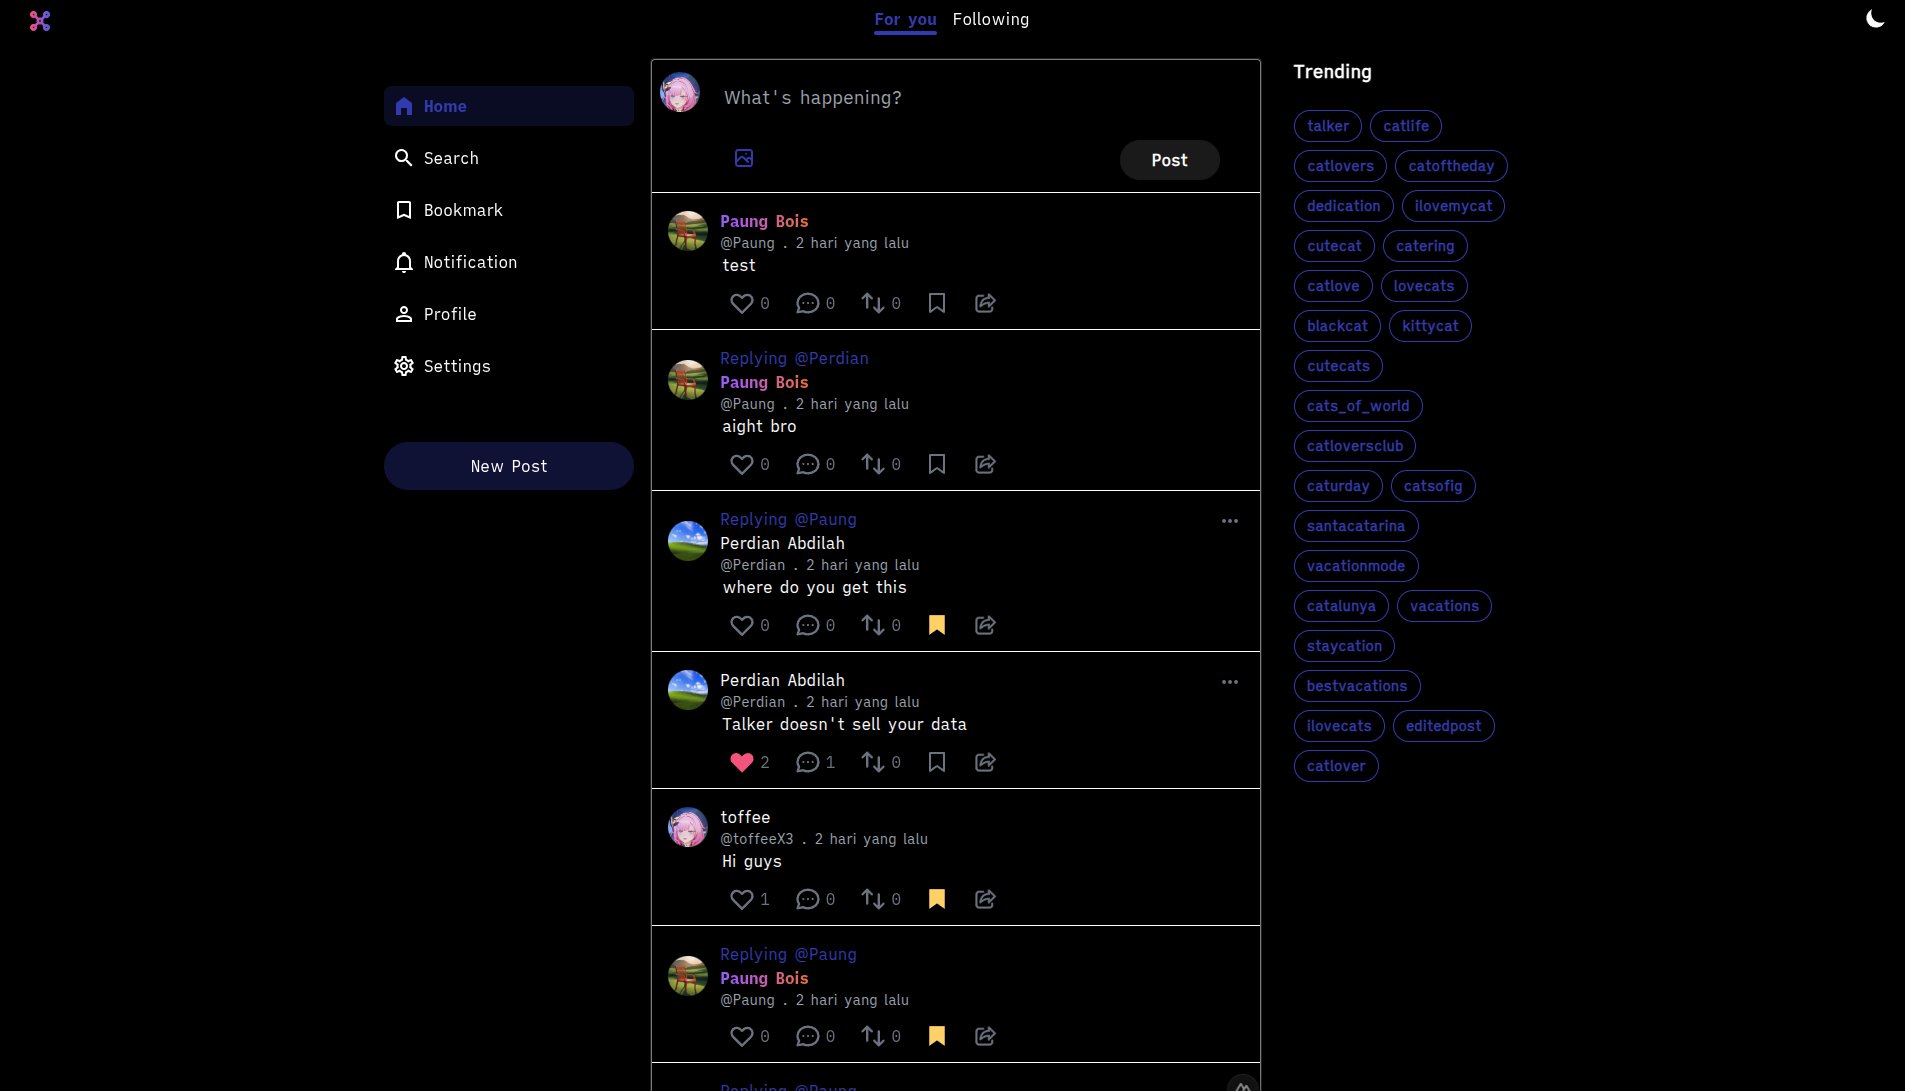 For you Following
Home
Search
Bookmark
Notification
Profile
Settings
New Post
What's happening?
Post
Paung Bois
@Paung . 2 hari yang lalu
test
0 0 0
Replying @Perdian
Paung Bois
@Paung . 2 hari yang lalu
aight bro
0 0 0
Replying @Paung
Perdian Abdilah
@Perdian . 2 hari yang lalu
where do you get this
0 0 0
Perdian Abdilah
@Perdian . 2 hari yang lalu
Talker doesn't sell your data
2 1 0
toffee
@toffeeX3 . 2 hari yang lalu
Hi guys
1 0 0
Replying @Paung
Paung Bois
@Paung . 2 hari yang lalu
0 0 0
Replying @Paung
Trending
talker catlife
catlovers catoftheday
dedication ilovemycat
cutecat catering
catlove lovecats
blackcat kittycat
cutecats
cats_of_world
catloversclub
caturday catsofig
santacatarina
vacationmode
catalunya vacations
staycation
bestvacations
ilovecats editedpost
catlover